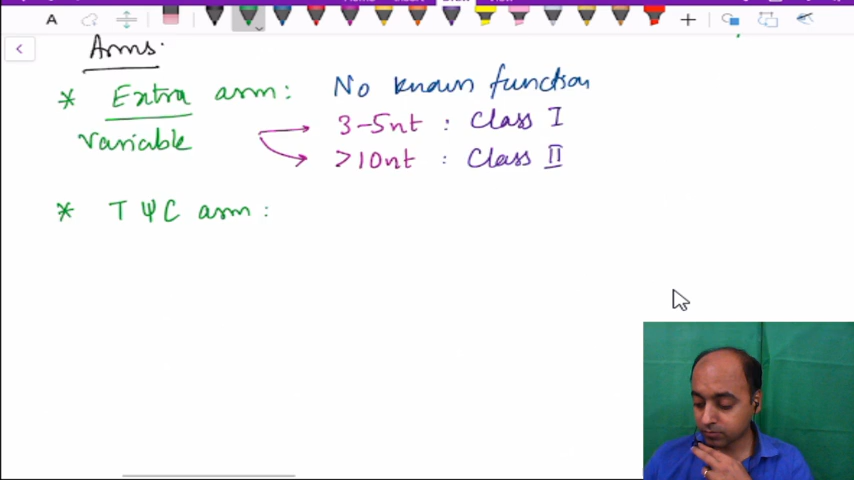 Arms:
* Extra arm: No known function
Variable
3-5nt : Class I
>10nt : Class II
* TΨC arm: